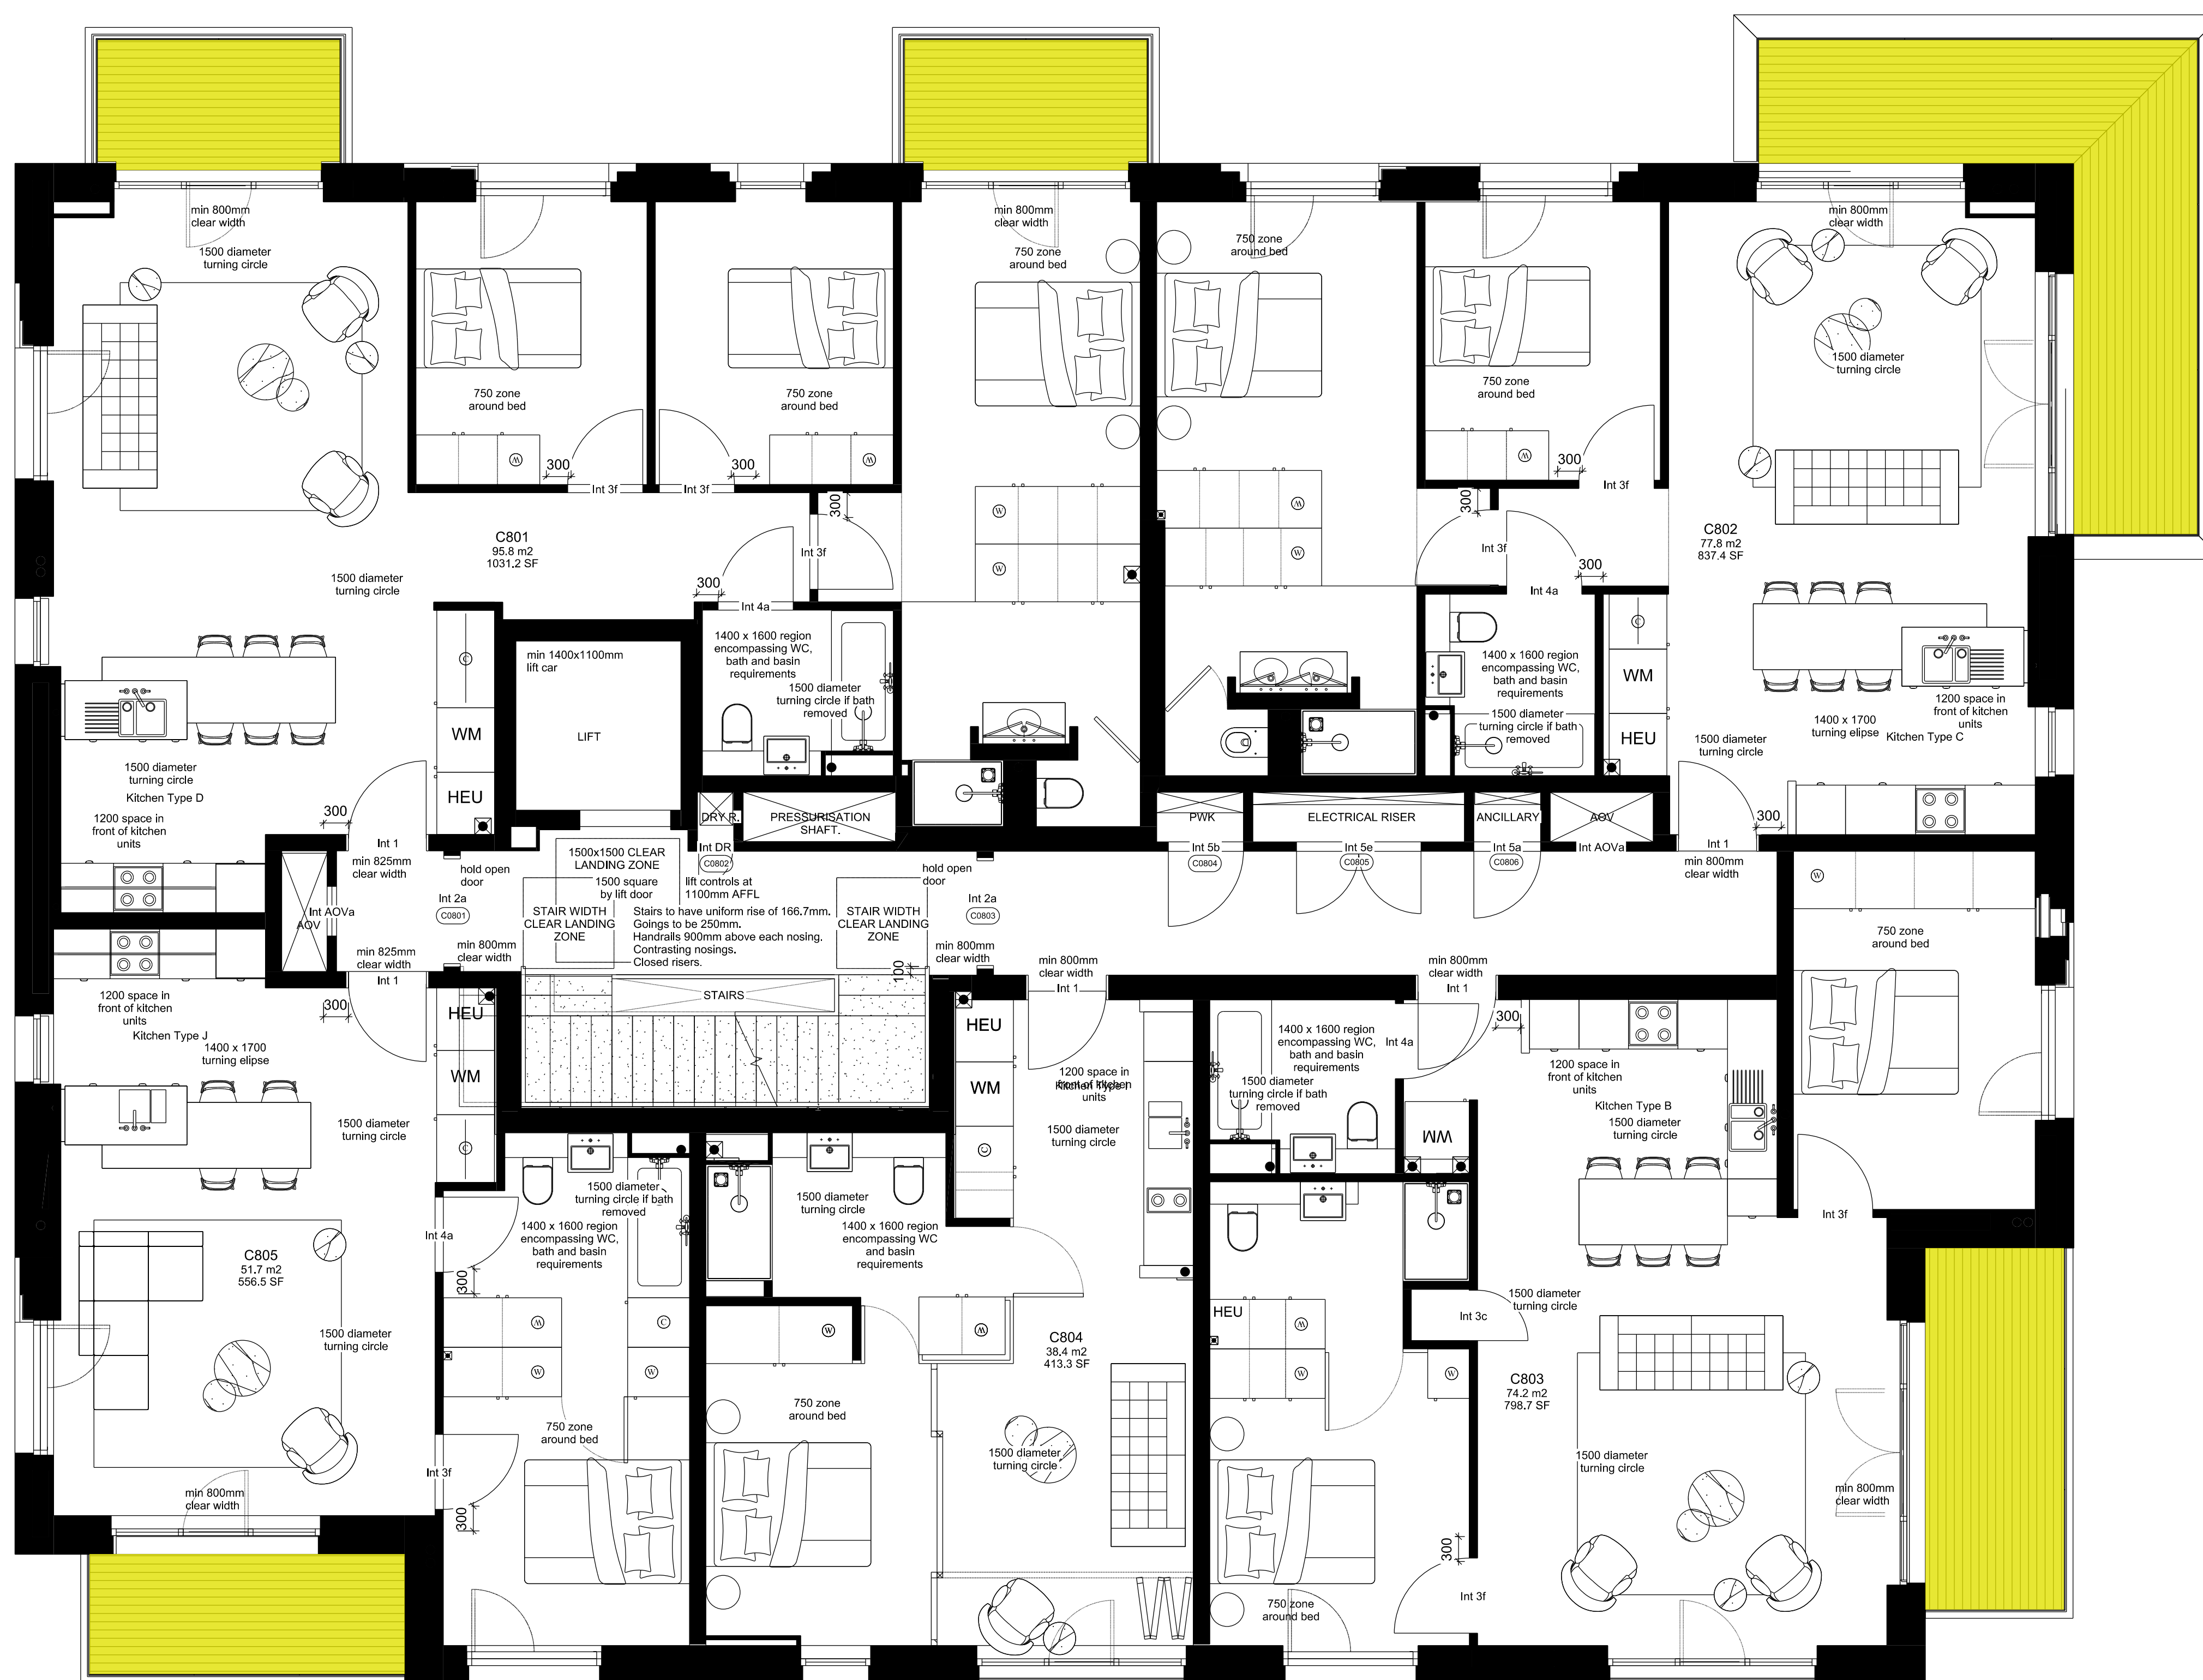 min 800mm
clear width
1500 diameter
turning circle
750 zone
around bed
300
Int 3f
750 zone
around bed
300
Int 3f
min 800mm
clear width
750 zone
around bed
300
Int 3f
W
W
W
W
750 zone
around bed
W
W
750 zone
around bed
W
300
Int 3f
300
Int 3f
min 800mm
clear width
1500 diameter
turning circle
C801
95.8 m2
1031.2 SF
1500 diameter
turning circle
300
Int 4a
1400 x 1600 region
encompassing WC,
bath and basin
requirements
1500 diameter
turning circle if bath
removed
min 1400x1100mm
lift car
LIFT
C
WM
HEU
1500 diameter
turning circle
Kitchen Type D
1200 space in
front of kitchen
units
300
Int 1
min 825mm
clear width
300
Int 4a
1400 x 1600 region
encompassing WC,
bath and basin
requirements
1500 diameter
turning circle if bath
removed
C
WM
HEU
C802
77.8 m2
837.4 SF
1200 space in
front of kitchen
units
1400 x 1700
turning elipse
Kitchen Type C
1500 diameter
turning circle
300
Int 1
min 800mm
clear width
DRY R.
PRESSURISATION
SHAFT.
PWK
ELECTRICAL RISER
ANCILLARY
AOV
Int DR
C0802
Int 5b
C0804
Int 5e
C0805
Int 5a
C0806
Int AOVa
1500x1500 CLEAR
LANDING ZONE
1500 square
by lift door
lift controls at
1100mm AFFL
hold open
door
Int 2a
C0801
min 800mm
clear width
hold open
door
Int 2a
C0803
min 800mm
clear width
STAIR WIDTH
CLEAR LANDING
ZONE
Stairs to have uniform rise of 166.7mm.
Goings to be 250mm.
Handrails 900mm above each nosing.
Contrasting nosings.
Closed risers.
STAIR WIDTH
CLEAR LANDING
ZONE
100
STAIRS
Int AOVa
AOV
min 825mm
clear width
Int 1
300
1200 space in
front of kitchen
units
Kitchen Type J
1400 x 1700
turning elipse
HEU
WM
C
1500 diameter
turning circle
C805
51.7 m2
556.5 SF
1500 diameter
turning circle
min 800mm
clear width
Int 4a
300
1500 diameter
turning circle if bath
removed
1400 x 1600 region
encompassing WC,
bath and basin
requirements
W
C
W
W
750 zone
around bed
Int 3f
300
1500 diameter
turning circle
1400 x 1600 region
encompassing WC
and basin
requirements
W
W
750 zone
around bed
min 800mm
clear width
Int 1
HEU
WM
C
1200 space in
front of kitchen
units
1500 diameter
turning circle
C804
38.4 m2
413.3 SF
1500 diameter
turning circle
min 800mm
clear width
Int 1
300
1400 x 1600 region
encompassing WC,
bath and basin
requirements
Int 4a
1500 diameter
turning circle if bath
removed
WM
1200 space in
front of kitchen
units
Kitchen Type B
1500 diameter
turning circle
W
750 zone
around bed
Int 3f
HEU
W
W
W
Int 3c
1500 diameter
turning circle
C803
74.2 m2
798.7 SF
1500 diameter
turning circle
min 800mm
clear width
300
Int 3f
750 zone
around bed